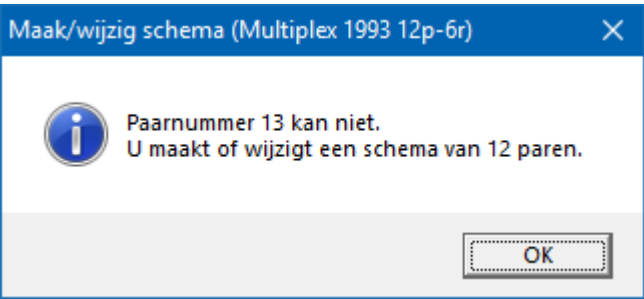 Maak/wijzig schema (Multiplex 1993 12p-6r)
Paarnummer 13 kan niet.
U maakt of wijzigt een schema van 12 paren.
OK